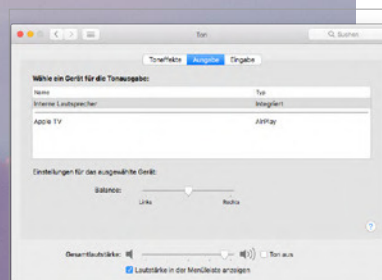 Ton
Suchen
Toneffekte Ausgabe Eingabe
Wähle ein Gerät für die Tonausgabe:
Name Typ
Interne Lautsprecher Integriert
Apple TV AirPlay
Einstellungen für das ausgewählte Gerät:
Balance:
Links Rechts
?
Gesamtlautstärke: Ton aus
Lautstärke in der Menüleiste anzeigen